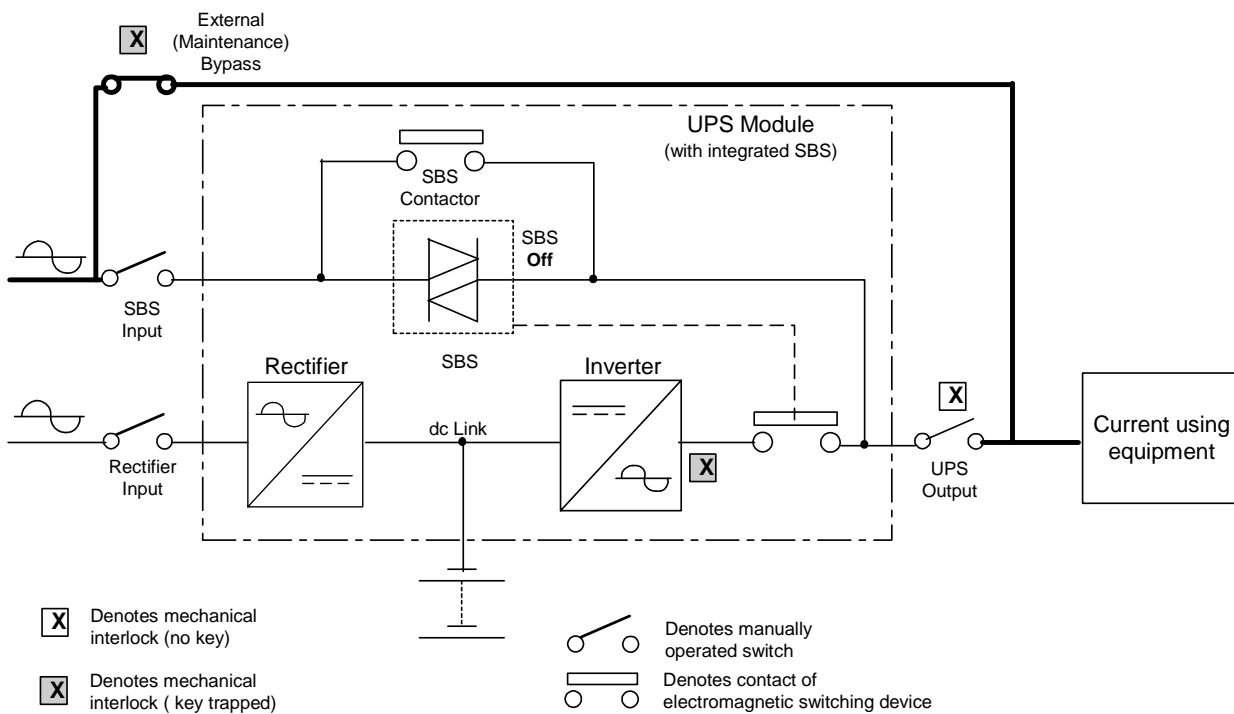 X
External
(Maintenance)
Bypass
UPS Module
(with integrated SBS)
SBS
Contactor
SBS
Off
SBS
Input
SBS
Rectifier
Inverter
dc Link
X
X
Rectifier
Input
UPS
Output
Current using
equipment
X
Denotes mechanical
interlock (no key)
X
Denotes mechanical
interlock ( key trapped)
Denotes manually
operated switch
Denotes contact of
electromagnetic switching device